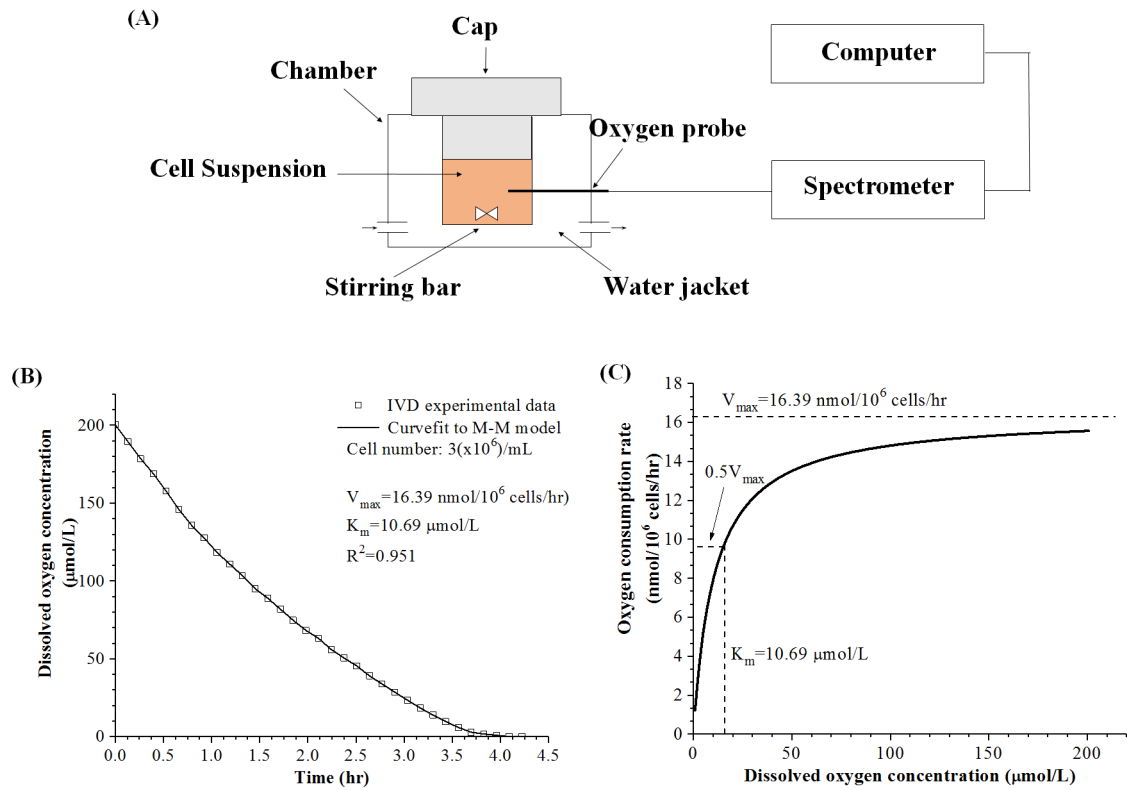 (A)
Cap
Computer
Chamber
Oxygen probe
Cell Suspension
Spectrometer
Stirring bar
Water jacket
(B)
IVD experimental data
Curvefit to M-M model
Cell number: 3(x10⁶)/mL
Vmax=16.39 nmol/10⁶ cells/hr)
Km=10.69 μmol/L
R²=0.951
Dissolved oxygen concentration
(μmol/L)
200
150
100
50
0
0.0 0.5 1.0 1.5 2.0 2.5 3.0 3.5 4.0 4.5
Time (hr)
(C)
Vmax=16.39 nmol/10⁶ cells/hr
0.5Vmax
Km=10.69 μmol/L
Oxygen consumption rate
(nmol/10⁶ cells/hr)
18
16
14
12
10
8
6
4
2
0
0 50 100 150 200
Dissolved oxygen concentration (μmol/L)